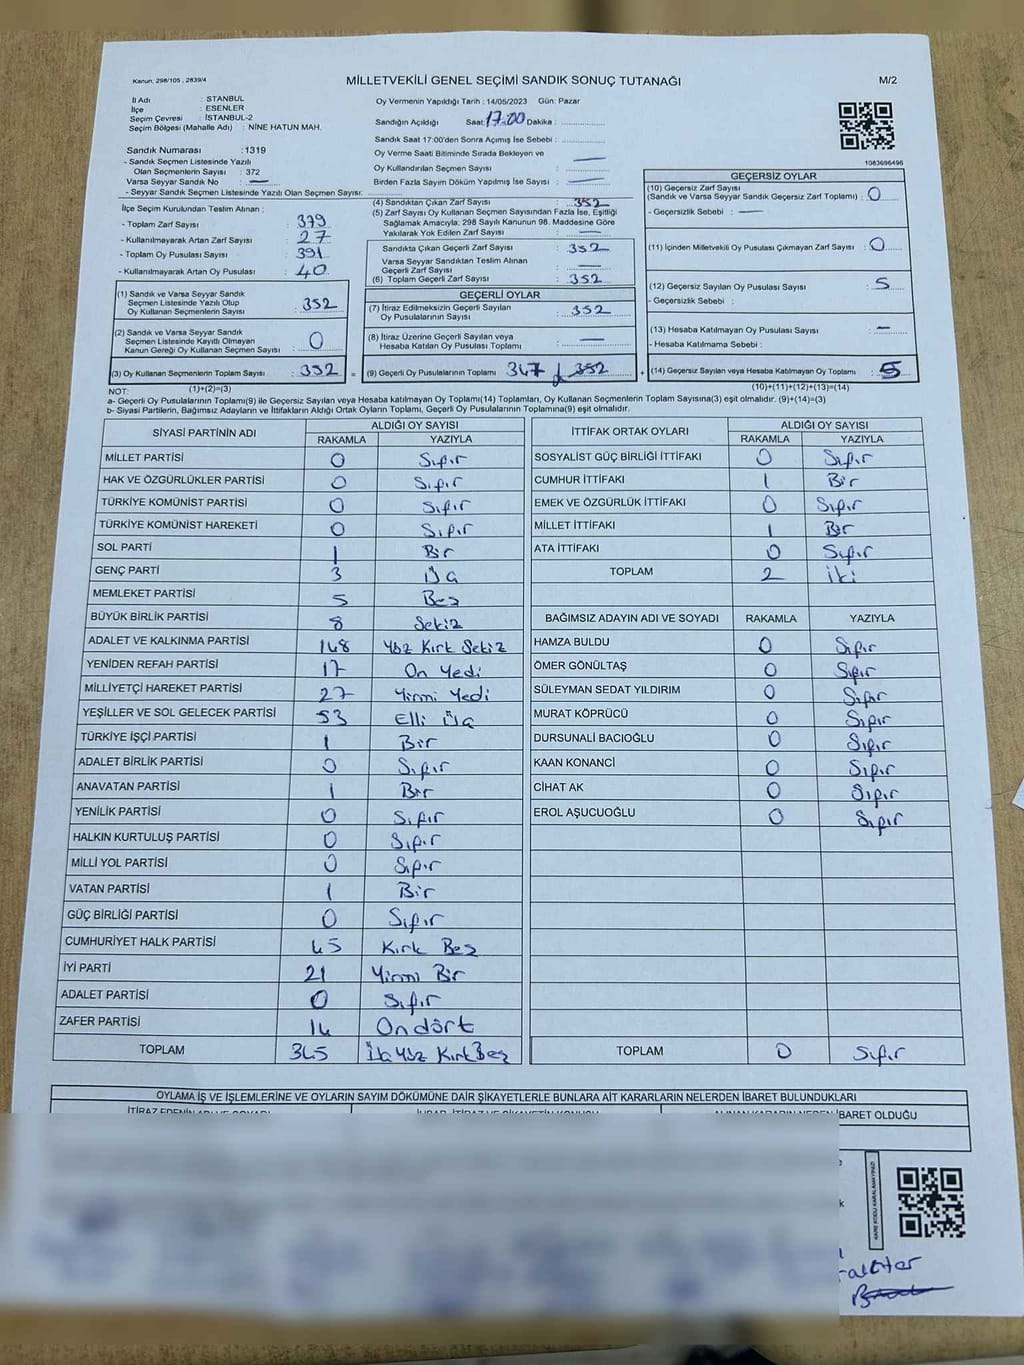 Kanun, 298/105 , 2839/4
MİLLETVEKİLİ GENEL SEÇİMİ SANDIK SONUÇ TUTANAĞI
M/2
İl Adı : STANBUL
İlçe : ESENLER
Seçim Çevresi : İSTANBUL-2
Seçim Bölgesi (Mahalle Adı) : NİNE HATUN MAH.
Sandık Numarası : 1319
- Sandık Seçmen Listesinde Yazılı
Olan Seçmenlerin Sayısı : 372
Varsa Seyyar Sandık No : —
- Seyyar Sandık Seçmen Listesinde Yazılı Olan Seçmen Sayısı:
Oy Vermenin Yapıldığı Tarih : 14/05/2023 Gün: Pazar
Sandığın Açıldığı Saat: 17:00 Dakika :
Sandık Saat 17:00'den Sonra Açımış İse Sebebi :
Oy Verme Saati Bitiminde Sırada Bekleyen ve
Oy Kullandırılan Seçmen Sayısı : —
Birden Fazla Sayım Döküm Yapılmış İse Sayısı : —
1083696496
İlçe Seçim Kurulundan Teslim Alınan :
- Toplam Zarf Sayısı : 379
- Kullanılmayarak Artan Zarf Sayısı : 27
- Toplam Oy Pusulası Sayısı : 391
- Kullanılmayarak Artan Oy Pusulası : 40
(1) Sandık ve Varsa Seyyar Sandık
Seçmen Listesinde Yazılı Olup
Oy Kullanan Seçmenlerin Sayısı : 352
(2) Sandık ve Varsa Seyyar Sandık
Seçmen Listesinde Kayıtlı Olmayan
Kanun Gereği Oy Kullanan Seçmen Sayısı : 0
(3) Oy Kullanan Seçmenlerin Toplam Sayısı : 352 =
(4) Sandıktan Çıkan Zarf Sayısı : 352
(5) Zarf Sayısı Oy Kullanan Seçmen Sayısından Fazla İse, Eşitliği
Sağlamak Amacıyla; 298 Sayılı Kanunun 98. Maddesine Göre
Yakılarak Yok Edilen Zarf Sayısı : —
Sandıkta Çıkan Geçerli Zarf Sayısı : 352
Varsa Seyyar Sandıktan Teslim Alınan
Geçerli Zarf Sayısı : —
(6) Toplam Geçerli Zarf Sayısı : 352
GEÇERLİ OYLAR
(7) İtiraz Edilmeksizin Geçerli Sayılan
Oy Pusulalarının Sayısı : 352
(8) İtiraz Üzerine Geçerli Sayılan veya
Hesaba Katılan Oy Pusulası Toplamı : —
(9) Geçerli Oy Pusulalarının Toplamı : 347 352 +
GEÇERSİZ OYLAR
(10) Geçersiz Zarf Sayısı
(Sandık ve Varsa Seyyar Sandık Geçersiz Zarf Toplamı) : 0
- Geçersizlik Sebebi : —
(11) İçinden Milletvekili Oy Pusulası Çıkmayan Zarf Sayısı : 0
(12) Geçersiz Sayılan Oy Pusulası Sayısı : 5
- Geçersizlik Sebebi :
(13) Hesaba Katılmayan Oy Pusulası Sayısı : —
- Hesaba Katılmama Sebebi :
(14) Geçersiz Sayılan veya Hesaba Katılmayan Oy Toplamı : 5
NOT: (1)+(2)=(3) (10)+(11)+(12)+(13)=(14)
a- Geçerli Oy Pusulalarının Toplamı(9) ile Geçersiz Sayılan veya Hesaba Katılmayan Oy Toplamı(14) Toplamları, Oy Kullanan Seçmenlerin Toplam Sayısına(3) eşit olmalıdır. (9)+(14)=(3)
b- Siyasi Partilerin, Bağımsız Adayların ve İttifakların Aldığı Ortak Oyların Toplamı, Geçerli Oy Pusulalarının Toplamına(9) eşit olmalıdır.
SİYASİ PARTİNİN ADI ALDIĞI OY SAYISI
RAKAMLA YAZIYLA
MİLLET PARTİSİ 0 Sıfır
HAK VE ÖZGÜRLÜKLER PARTİSİ 0 Sıfır
TÜRKİYE KOMÜNİST PARTİSİ 0 Sıfır
TÜRKİYE KOMÜNİST HAREKETİ 0 Sıfır
SOL PARTİ 1 Bir
GENÇ PARTİ 3 Üç
MEMLEKET PARTİSİ 5 Beş
BÜYÜK BİRLİK PARTİSİ 8 Sekiz
ADALET VE KALKINMA PARTİSİ 148 Yüz Kırk Sekiz
YENİDEN REFAH PARTİSİ 17 On Yedi
MİLLİYETÇİ HAREKET PARTİSİ 27 Yirmi Yedi
YEŞİLLER VE SOL GELECEK PARTİSİ 53 Elli Üç
TÜRKİYE İŞÇİ PARTİSİ 1 Bir
ADALET BİRLİK PARTİSİ 0 Sıfır
ANAVATAN PARTİSİ 1 Bir
YENİLİK PARTİSİ 0 Sıfır
HALKIN KURTULUŞ PARTİSİ 0 Sıfır
MİLLİ YOL PARTİSİ 0 Sıfır
VATAN PARTİSİ 1 Bir
GÜÇ BİRLİĞİ PARTİSİ 0 Sıfır
CUMHURİYET HALK PARTİSİ 45 Kırk Beş
İYİ PARTİ 21 Yirmi Bir
ADALET PARTİSİ 0 Sıfır
ZAFER PARTİSİ 14 On dört
TOPLAM 345 Üç Yüz Kırk Beş
İTTİFAK ORTAK OYLARI ALDIĞI OY SAYISI
RAKAMLA YAZIYLA
SOSYALİST GÜÇ BİRLİĞİ İTTİFAKI 0 Sıfır
CUMHUR İTTİFAKI 1 Bir
EMEK VE ÖZGÜRLÜK İTTİFAKI 0 Sıfır
MİLLET İTTİFAKI 1 Bir
ATA İTTİFAKI 0 Sıfır
TOPLAM 2 İki
BAĞIMSIZ ADAYIN ADI VE SOYADI RAKAMLA YAZIYLA
HAMZA BULDU 0 Sıfır
ÖMER GÖNÜLTAŞ 0 Sıfır
SÜLEYMAN SEDAT YILDIRIM 0 Sıfır
MURAT KÖPRÜCÜ 0 Sıfır
DURSUNALİ BACIOĞLU 0 Sıfır
KAAN KONANCİ 0 Sıfır
CİHAT AK 0 Sıfır
EROL AŞUCUOĞLU 0 Sıfır
TOPLAM 0 Sıfır
OYLAMA İŞ VE İŞLEMLERİNE VE OYLARIN SAYIM DÖKÜMÜNE DAİR ŞİKAYETLERLE BUNLARA AİT KARARLARIN NELERDEN İBARET BULUNDUKLARI
İBARET OLDUĞU
KARE KODU KARALAMAYINIZ